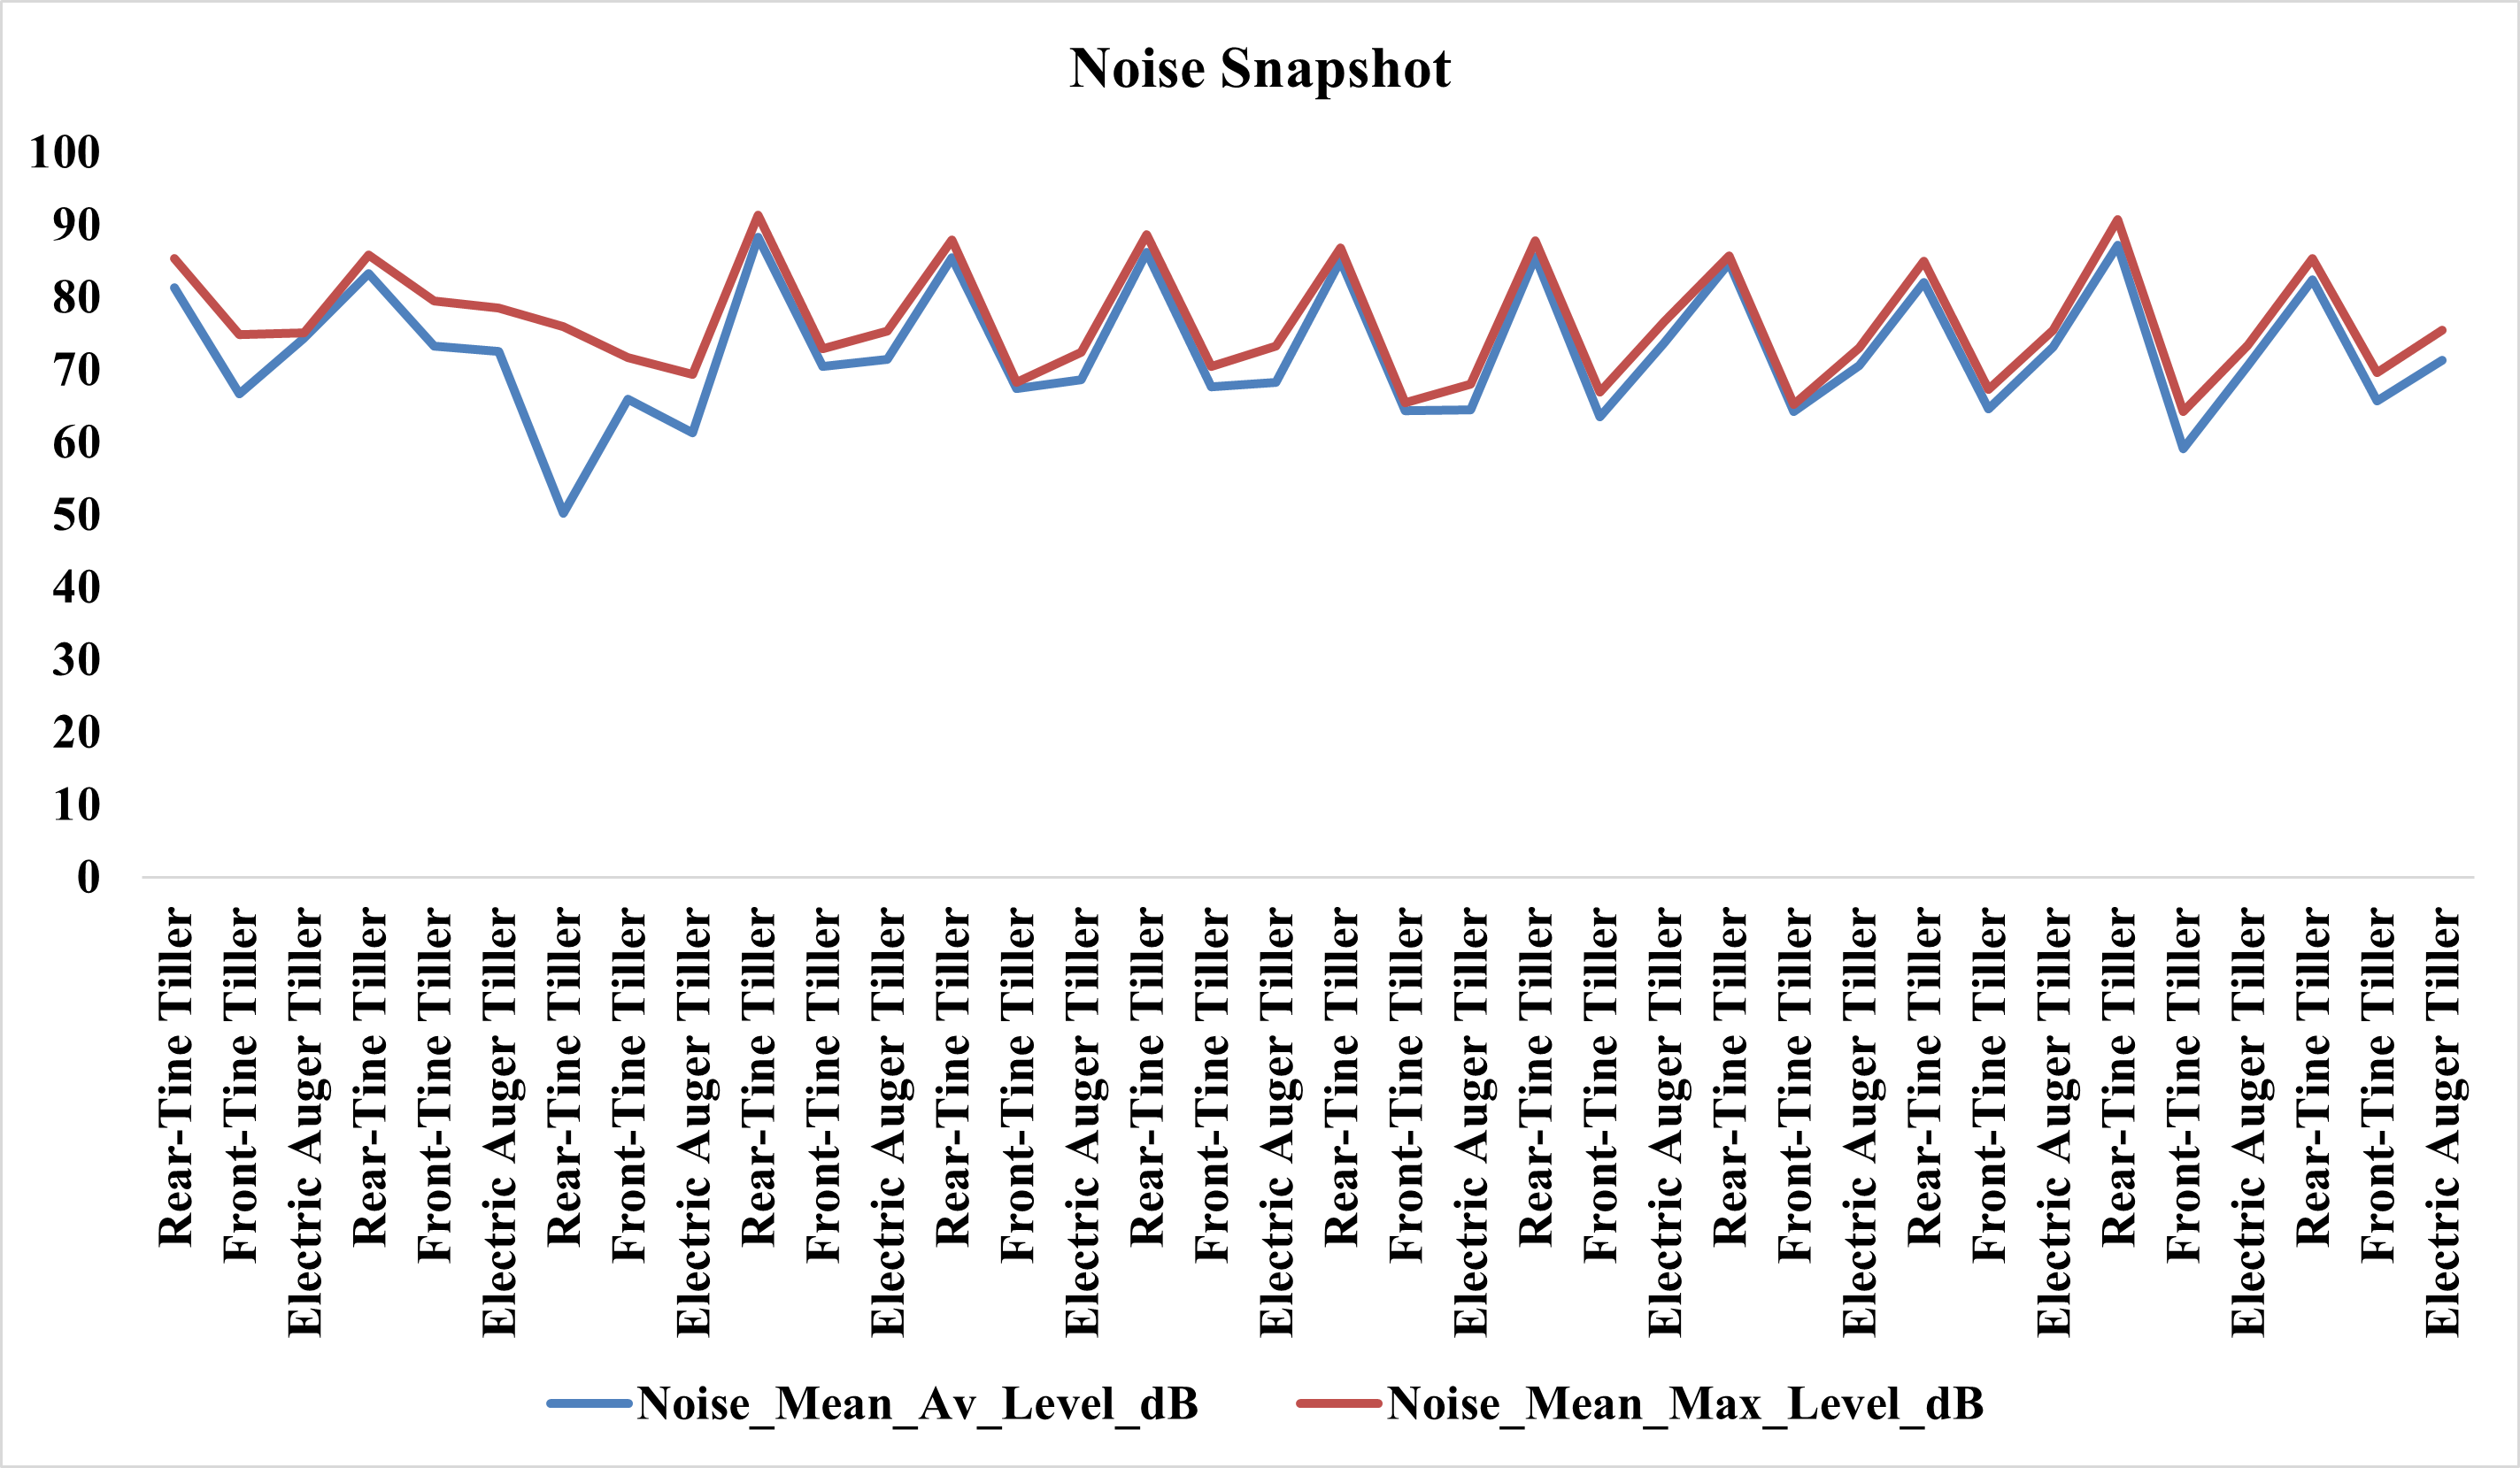 Noise Snapshot
100
90
80
70
60
50
40
30
20
10
0
Rear-Tine Tiller
Front-Tine Tiller
Electric Auger Tiller
Rear-Tine Tiller
Front-Tine Tiller
Electric Auger Tiller
Rear-Tine Tiller
Front-Tine Tiller
Electric Auger Tiller
Rear-Tine Tiller
Front-Tine Tiller
Electric Auger Tiller
Rear-Tine Tiller
Front-Tine Tiller
Electric Auger Tiller
Rear-Tine Tiller
Front-Tine Tiller
Electric Auger Tiller
Rear-Tine Tiller
Front-Tine Tiller
Electric Auger Tiller
Rear-Tine Tiller
Front-Tine Tiller
Electric Auger Tiller
Rear-Tine Tiller
Front-Tine Tiller
Electric Auger Tiller
Rear-Tine Tiller
Front-Tine Tiller
Electric Auger Tiller
Rear-Tine Tiller
Front-Tine Tiller
Electric Auger Tiller
Rear-Tine Tiller
Front-Tine Tiller
Electric Auger Tiller
Noise_Mean_Av_Level_dB
Noise_Mean_Max_Level_dB